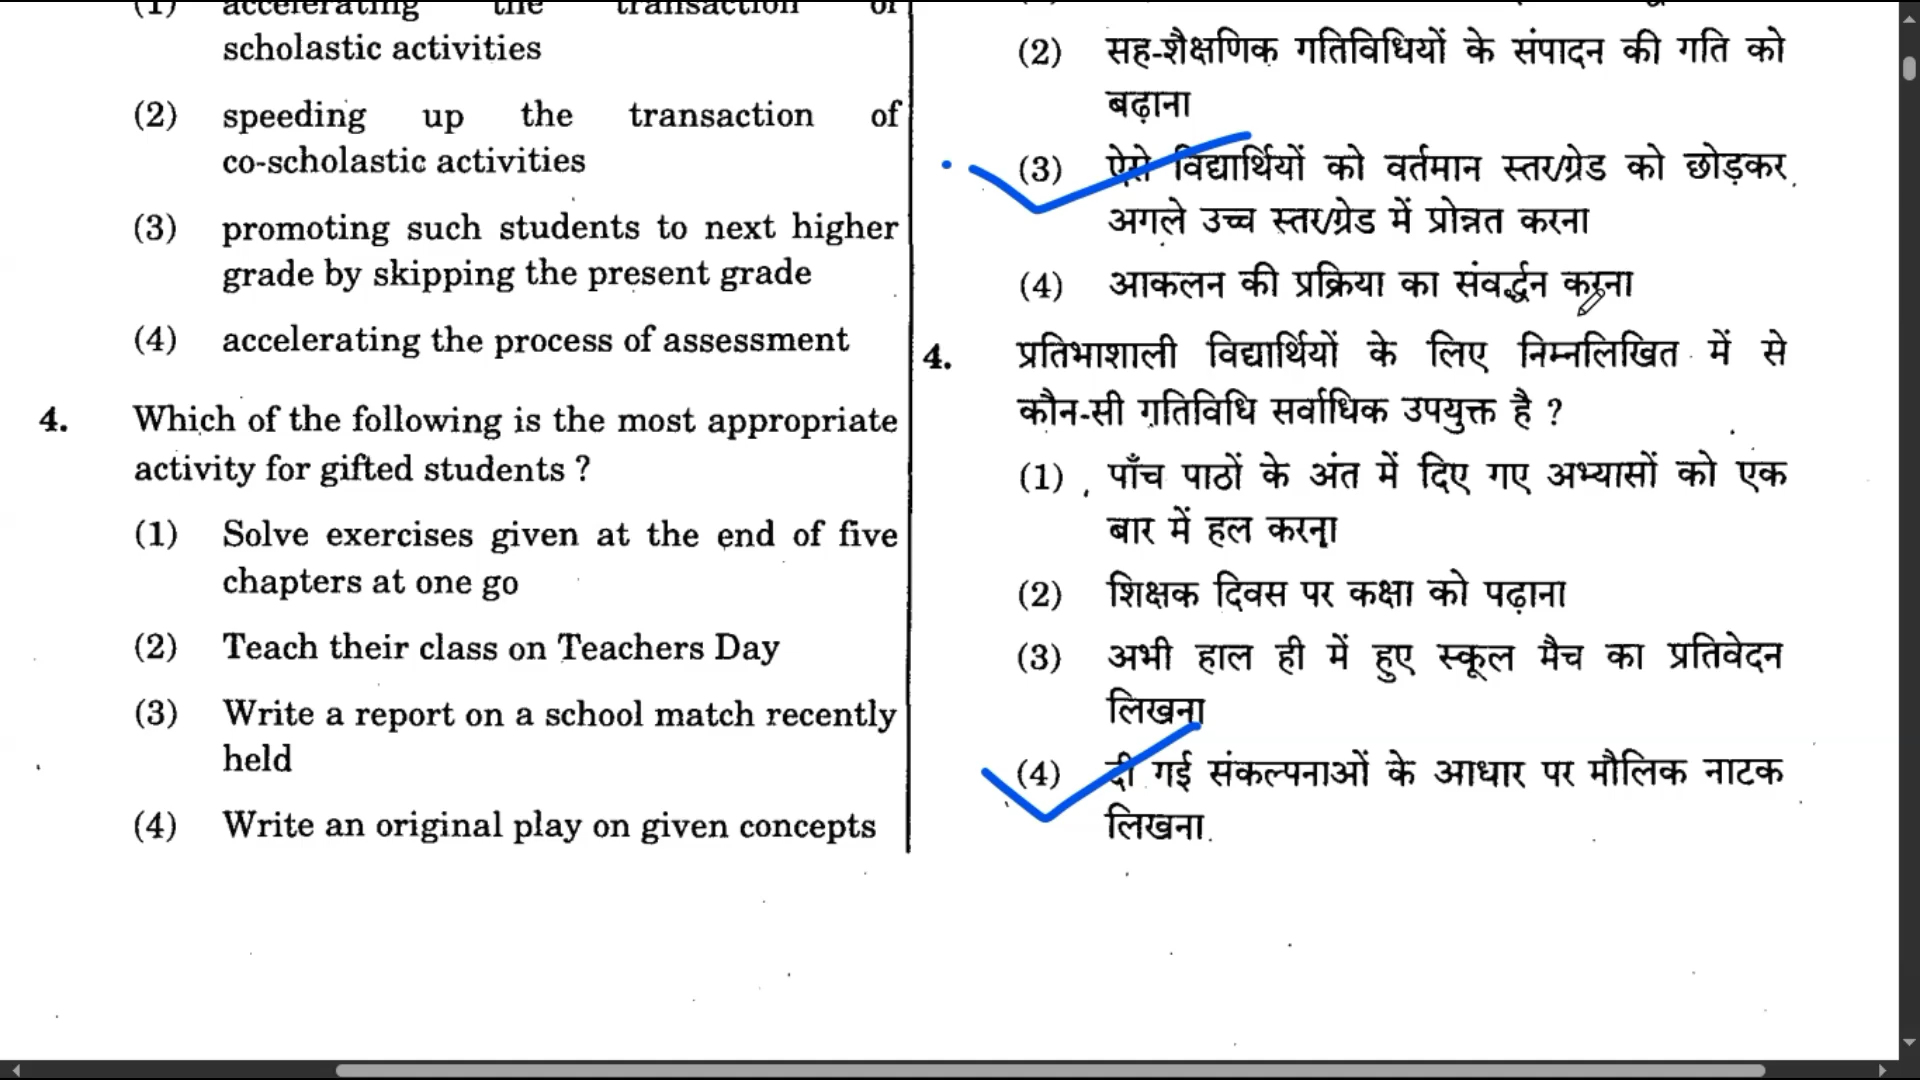 (1) accelerating the transaction of
scholastic activities
(2) speeding up the transaction of
co-scholastic activities
(3) promoting such students to next higher
grade by skipping the present grade
(4) accelerating the process of assessment
4. Which of the following is the most appropriate
activity for gifted students ?
(1) Solve exercises given at the end of five
chapters at one go
(2) Teach their class on Teachers Day
(3) Write a report on a school match recently
held
(4) Write an original play on given concepts
(2) सह-शैक्षणिक गतिविधियों के संपादन की गति को
बढ़ाना
(3) ऐसे विद्यार्थियों को वर्तमान स्तर/ग्रेड को छोड़कर
अगले उच्च स्तर/ग्रेड में प्रोन्नत करना
(4) आकलन की प्रक्रिया का संवर्द्धन करना
4. प्रतिभाशाली विद्यार्थियों के लिए निम्नलिखित में से
कौन-सी गतिविधि सर्वाधिक उपयुक्त है ?
(1) पाँच पाठों के अंत में दिए गए अभ्यासों को एक
बार में हल करना
(2) शिक्षक दिवस पर कक्षा को पढ़ाना
(3) अभी हाल ही में हुए स्कूल मैच का प्रतिवेदन
लिखना
(4) दी गई संकल्पनाओं के आधार पर मौलिक नाटक
लिखना